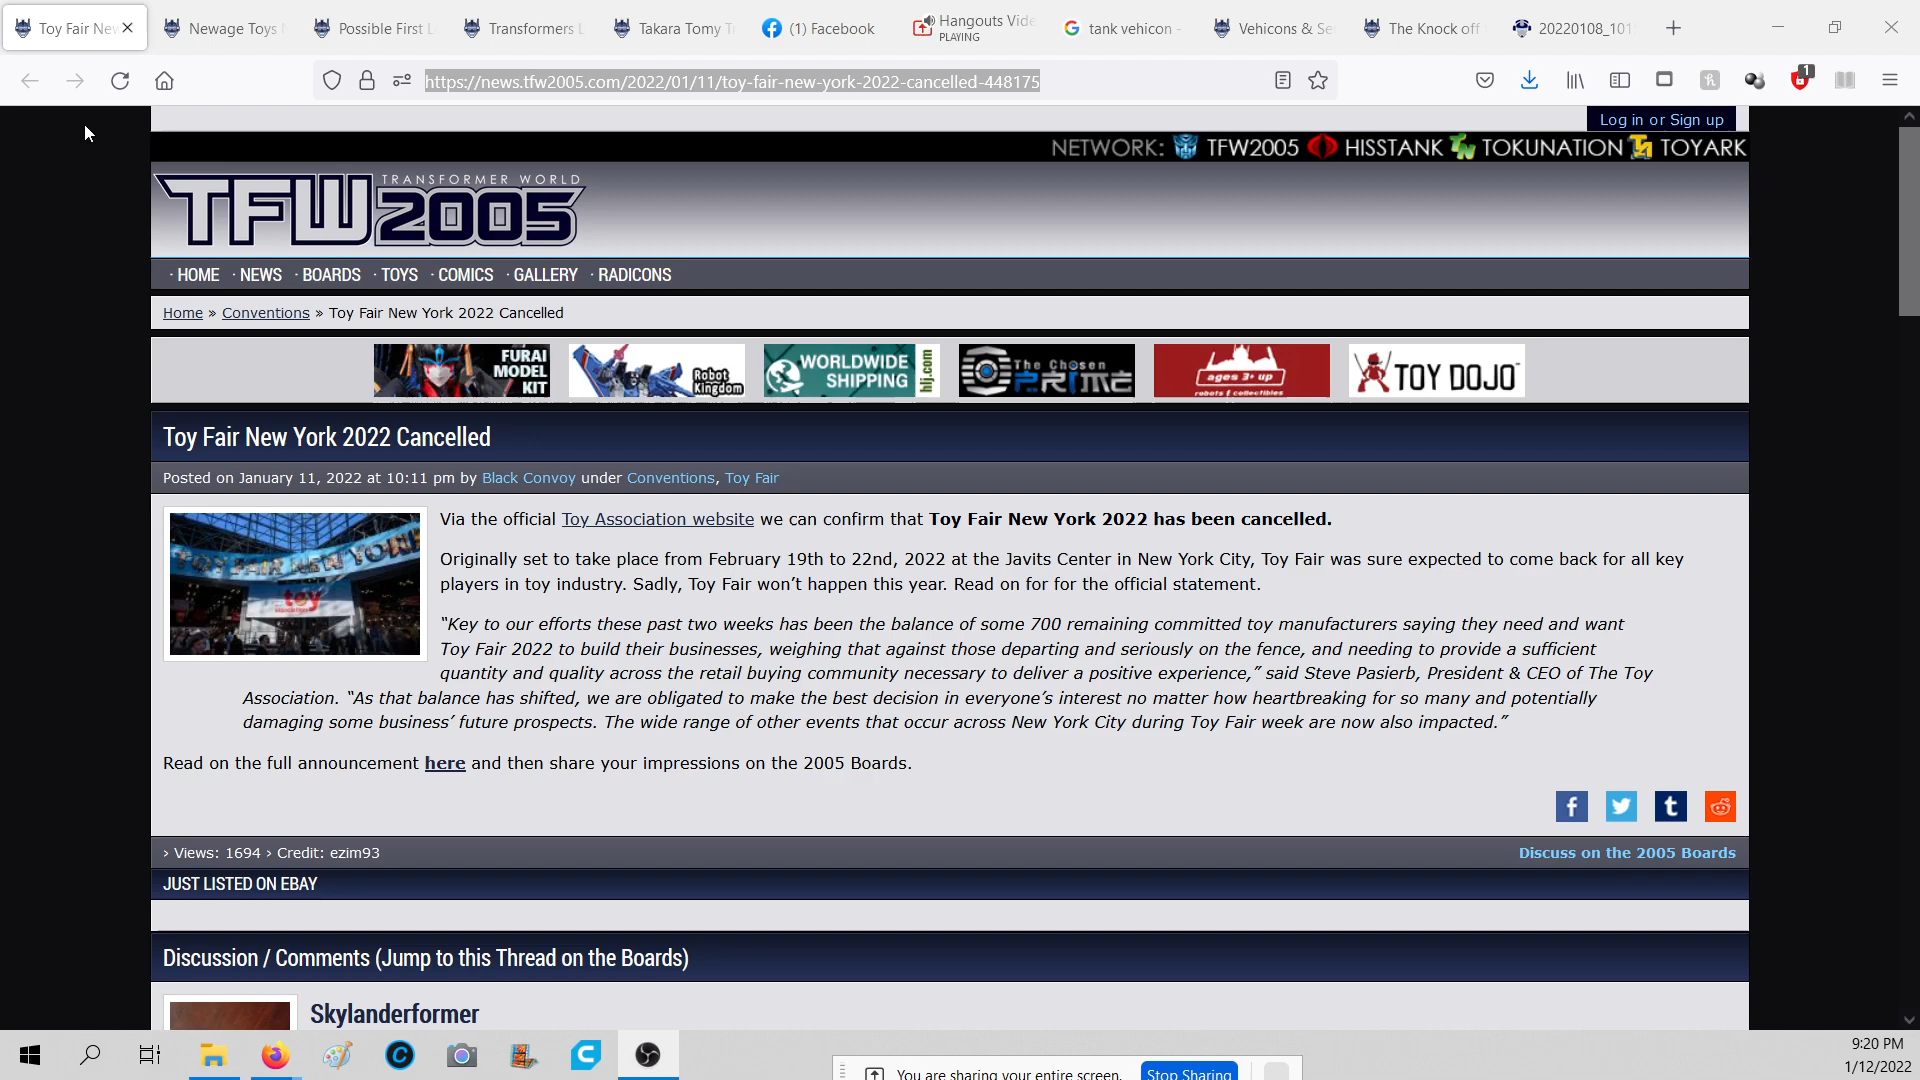 Toy Fair Ne
Newage Toys
Possible First L
Transformers L
Takara Tomy T
(1) Facebook
Hangouts Vide
PLAYING
tank vehicon -
Vehicons & Se
The Knock off
20220108_101
https://news.tfw2005.com/2022/01/11/toy-fair-new-york-2022-cancelled-448175
1
Log in or Sign up
NETWORK: TFW2005 HISSTANK TOKUNATION TOYARK
TRANSFORMER WORLD
TFW2005
· HOME · NEWS · BOARDS · TOYS · COMICS · GALLERY · RADICONS
Home » Conventions » Toy Fair New York 2022 Cancelled
FURAI
MODEL
KIT
Robot
Kingdom
WORLDWIDE
SHIPPING
hlj.com
The Chosen
PRIME
ages 3+ up
robots & collectibles
TOY DOJO
Toy Fair New York 2022 Cancelled
Posted on January 11, 2022 at 10:11 pm by Black Convoy under Conventions, Toy Fair
TOY FAIR NEW YORK
toy
Via the official Toy Association website we can confirm that Toy Fair New York 2022 has been cancelled.
Originally set to take place from February 19th to 22nd, 2022 at the Javits Center in New York City, Toy Fair was sure expected to come back for all key
players in toy industry. Sadly, Toy Fair won’t happen this year. Read on for for the official statement.
“Key to our efforts these past two weeks has been the balance of some 700 remaining committed toy manufacturers saying they need and want
Toy Fair 2022 to build their businesses, weighing that against those departing and seriously on the fence, and needing to provide a sufficient
quantity and quality across the retail buying community necessary to deliver a positive experience,” said Steve Pasierb, President & CEO of The Toy
Association. “As that balance has shifted, we are obligated to make the best decision in everyone’s interest no matter how heartbreaking for so many and potentially
damaging some business’ future prospects. The wide range of other events that occur across New York City during Toy Fair week are now also impacted.”
Read on the full announcement here and then share your impressions on the 2005 Boards.
› Views: 1694 › Credit: ezim93
Discuss on the 2005 Boards
JUST LISTED ON EBAY
Discussion / Comments (Jump to this Thread on the Boards)
Skylanderformer
You are sharing your entire screen.
Stop Sharing
9:20 PM
1/12/2022